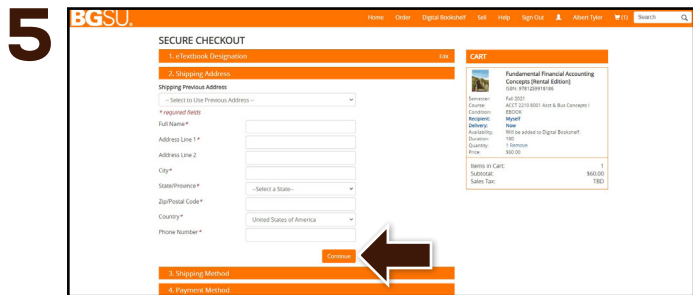 5
BGSU.
Home Order Digital Bookshelf Sell Help Sign Out Albert Tyler (1) Search
SECURE CHECKOUT
1. eTextbook Designation Edit
2. Shipping Address
Shipping Previous Address
-- Select to Use Previous Address --
* required fields
Full Name*
Address Line 1*
Address Line 2
City*
State/Province* --Select a State--
Zip/Postal Code*
Country* United States of America
Phone Number*
Continue
3. Shipping Method
4. Payment Method
CART
Fundamental Financial Accounting
Concepts [Rental Edition]
ISBN: 9781259918186
Semester: Fall 2021
Course: ACCT 2210 8001 Acct & Bus Concepts I
Condition: EBOOK
Recipient: Myself
Delivery: Now
Availability: Will be added to Digital Bookshelf.
Duration: 180
Quantity: 1 Remove
Price: $60.00
Items in Cart: 1
Subtotal: $60.00
Sales Tax: TBD